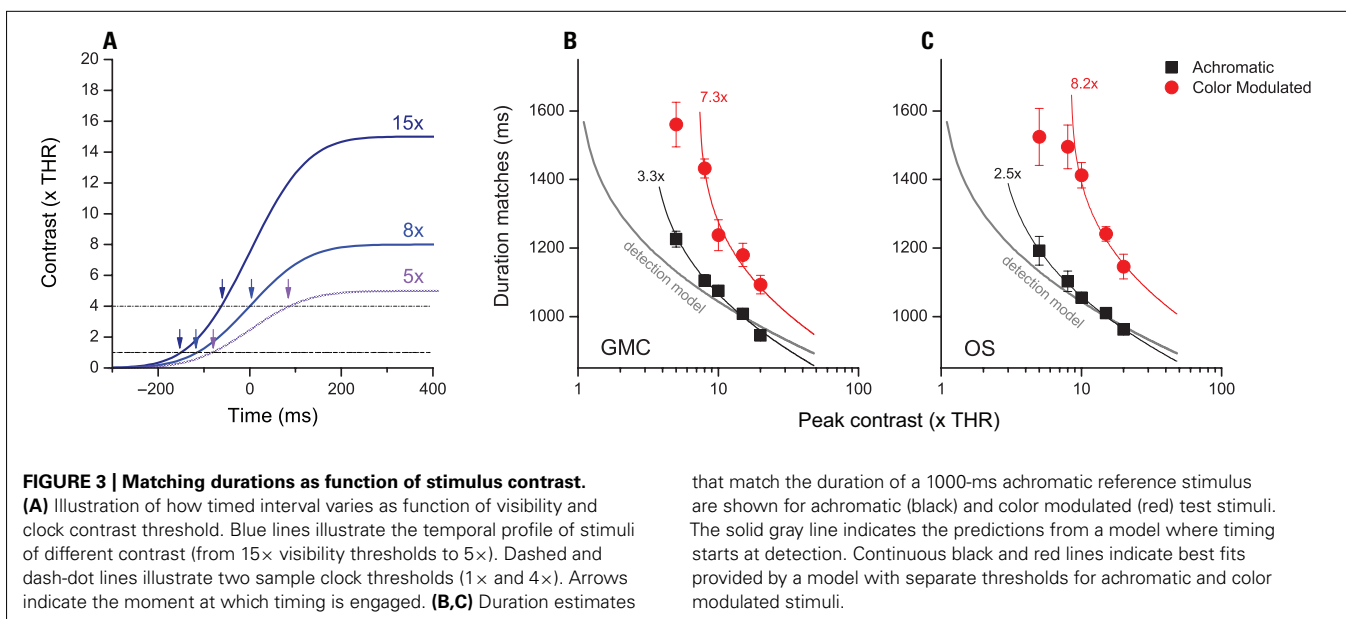 A
B
C
20
18
16
14
12
10
8
6
4
2
0
Contrast (x THR)
15x
8x
5x
−200
0
200
400
Time (ms)
1600
1400
1200
1000
Duration matches (ms)
7.3x
3.3x
detection model
GMC
1
10
100
1600
1400
1200
1000
8.2x
2.5x
detection model
OS
1
10
100
Peak contrast (x THR)
Achromatic
Color Modulated
FIGURE 3 | Matching durations as function of stimulus contrast.
(A) Illustration of how timed interval varies as function of visibility and
clock contrast threshold. Blue lines illustrate the temporal profile of stimuli
of different contrast (from 15× visibility thresholds to 5×). Dashed and
dash-dot lines illustrate two sample clock thresholds (1× and 4×). Arrows
indicate the moment at which timing is engaged. (B,C) Duration estimates
that match the duration of a 1000-ms achromatic reference stimulus
are shown for achromatic (black) and color modulated (red) test stimuli.
The solid gray line indicates the predictions from a model where timing
starts at detection. Continuous black and red lines indicate best fits
provided by a model with separate thresholds for achromatic and color
modulated stimuli.